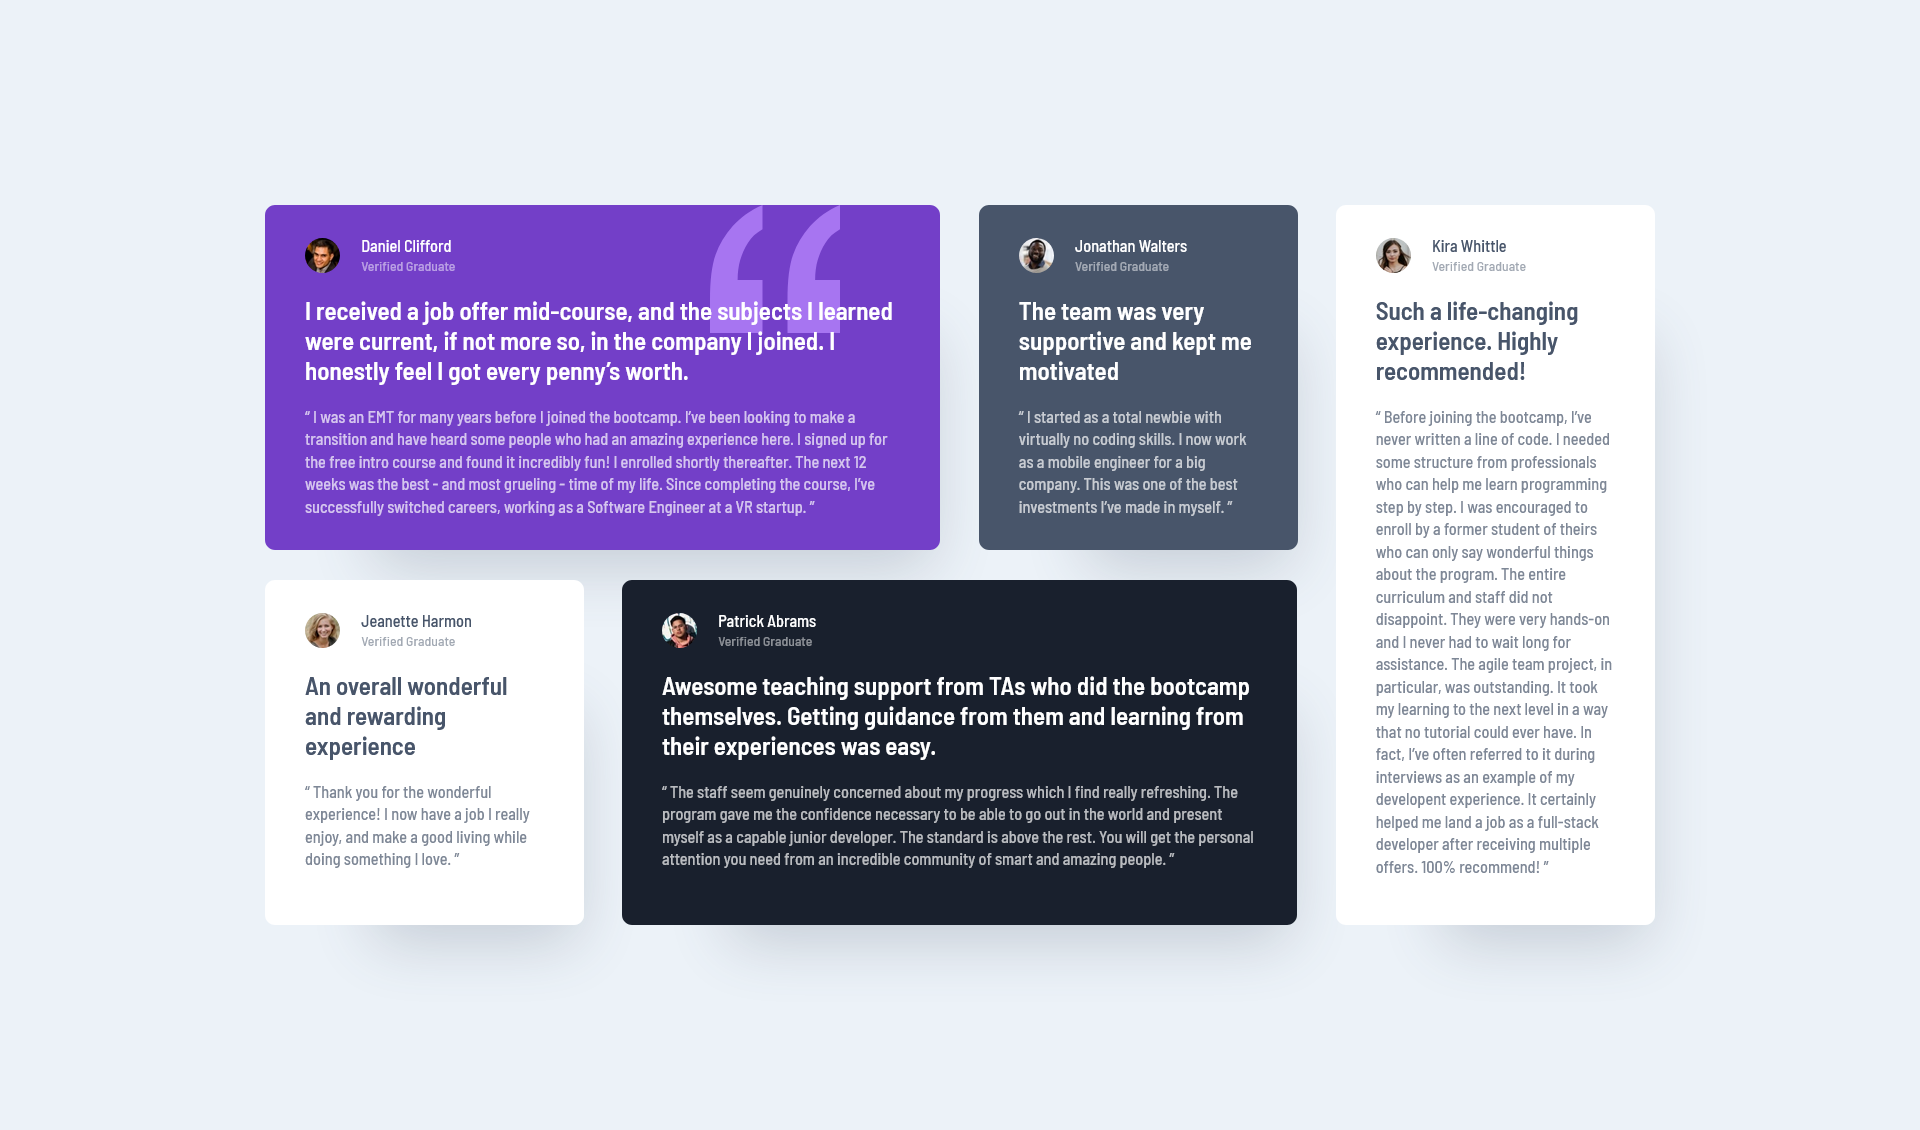 Daniel Clifford
Verified Graduate
I received a job offer mid-course, and the subjects I learned
were current, if not more so, in the company I joined. I
honestly feel I got every penny’s worth.
“ I was an EMT for many years before I joined the bootcamp. I’ve been looking to make a
transition and have heard some people who had an amazing experience here. I signed up for
the free intro course and found it incredibly fun! I enrolled shortly thereafter. The next 12
weeks was the best - and most grueling - time of my life. Since completing the course, I’ve
successfully switched careers, working as a Software Engineer at a VR startup. ”
Jonathan Walters
Verified Graduate
The team was very
supportive and kept me
motivated
“ I started as a total newbie with
virtually no coding skills. I now work
as a mobile engineer for a big
company. This was one of the best
investments I’ve made in myself. ”
Kira Whittle
Verified Graduate
Such a life-changing
experience. Highly
recommended!
“ Before joining the bootcamp, I’ve
never written a line of code. I needed
some structure from professionals
who can help me learn programming
step by step. I was encouraged to
enroll by a former student of theirs
who can only say wonderful things
about the program. The entire
curriculum and staff did not
disappoint. They were very hands-on
and I never had to wait long for
assistance. The agile team project, in
particular, was outstanding. It took
my learning to the next level in a way
that no tutorial could ever have. In
fact, I’ve often referred to it during
interviews as an example of my
developent experience. It certainly
helped me land a job as a full-stack
developer after receiving multiple
offers. 100% recommend! ”
Jeanette Harmon
Verified Graduate
An overall wonderful
and rewarding
experience
“ Thank you for the wonderful
experience! I now have a job I really
enjoy, and make a good living while
doing something I love. ”
Patrick Abrams
Verified Graduate
Awesome teaching support from TAs who did the bootcamp
themselves. Getting guidance from them and learning from
their experiences was easy.
“ The staff seem genuinely concerned about my progress which I find really refreshing. The
program gave me the confidence necessary to be able to go out in the world and present
myself as a capable junior developer. The standard is above the rest. You will get the personal
attention you need from an incredible community of smart and amazing people. ”